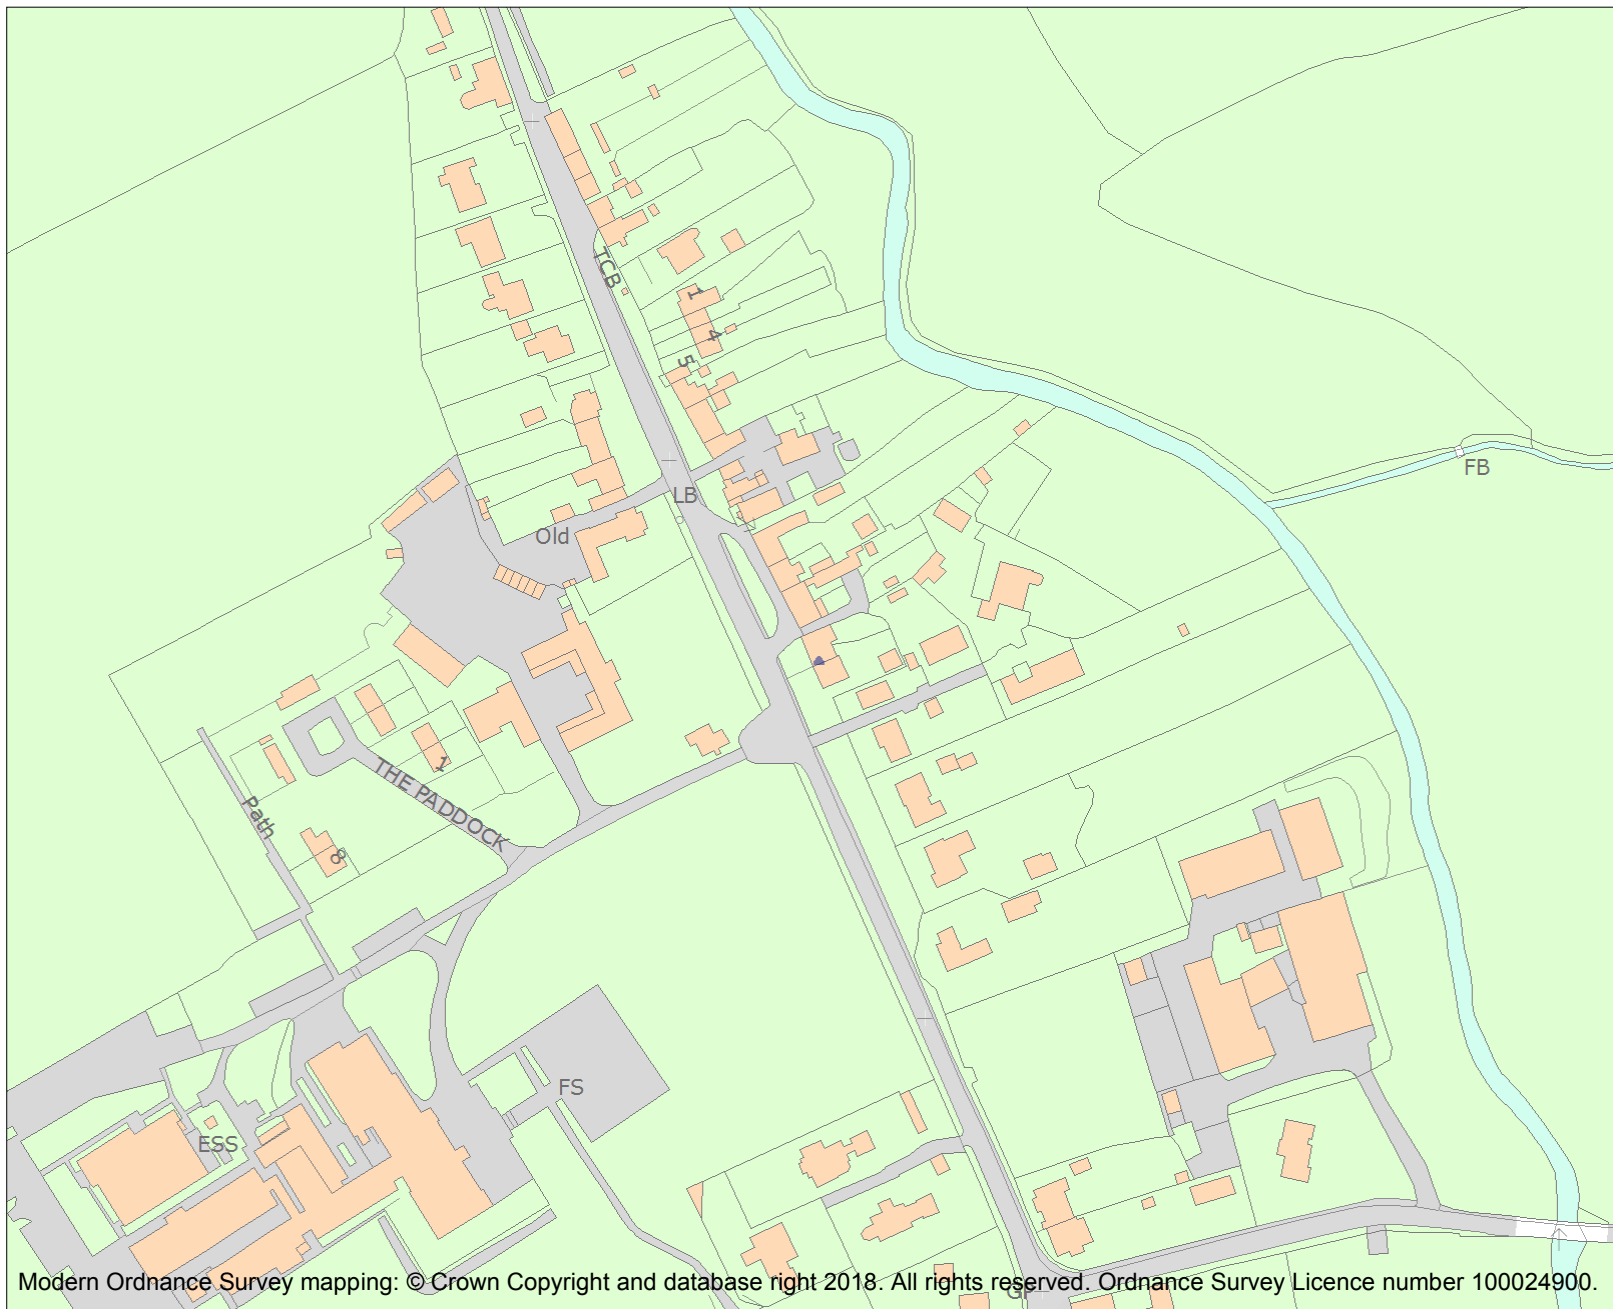 TCB
1
4
5
LB
FB
Old
1
THE PADDOCK
Path
8
FS
ESS
GP
Modern Ordnance Survey mapping: © Crown Copyright and database right 2018. All rights reserved. Ordnance Survey Licence number 100024900.